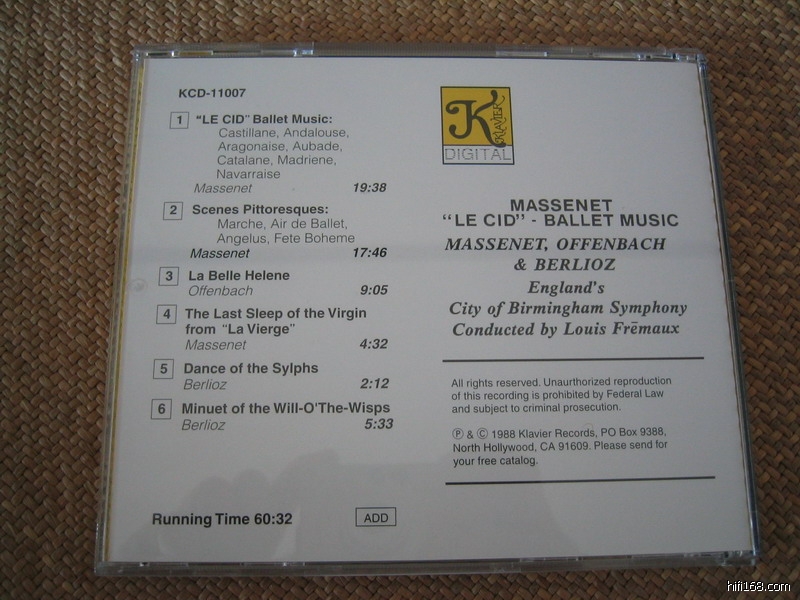 KCD-11007
1 "LE CID" Ballet Music:
Castillane, Andalouse,
Aragonaise, Aubade,
Catalane, Madriene,
Navarraise
Massenet 19:38
2 Scenes Pittoresques:
Marche, Air de Ballet,
Angelus, Fete Boheme
Massenet 17:46
3 La Belle Helene
Offenbach 9:05
4 The Last Sleep of the Virgin
from "La Vierge"
Massenet 4:32
5 Dance of the Sylphs
Berlioz 2:12
6 Minuet of the Will-O'The-Wisps
Berlioz 5:33
Running Time 60:32
ADD
K
KLAVIER
DIGITAL
MASSENET
"LE CID" - BALLET MUSIC
MASSENET, OFFENBACH
& BERLIOZ
England's
City of Birmingham Symphony
Conducted by Louis Frēmaux
All rights reserved. Unauthorized reproduction
of this recording is prohibited by Federal Law
and subject to criminal prosecution.
℗ & © 1988 Klavier Records, PO Box 9388,
North Hollywood, CA 91609. Please send for
your free catalog.
hifi168.com